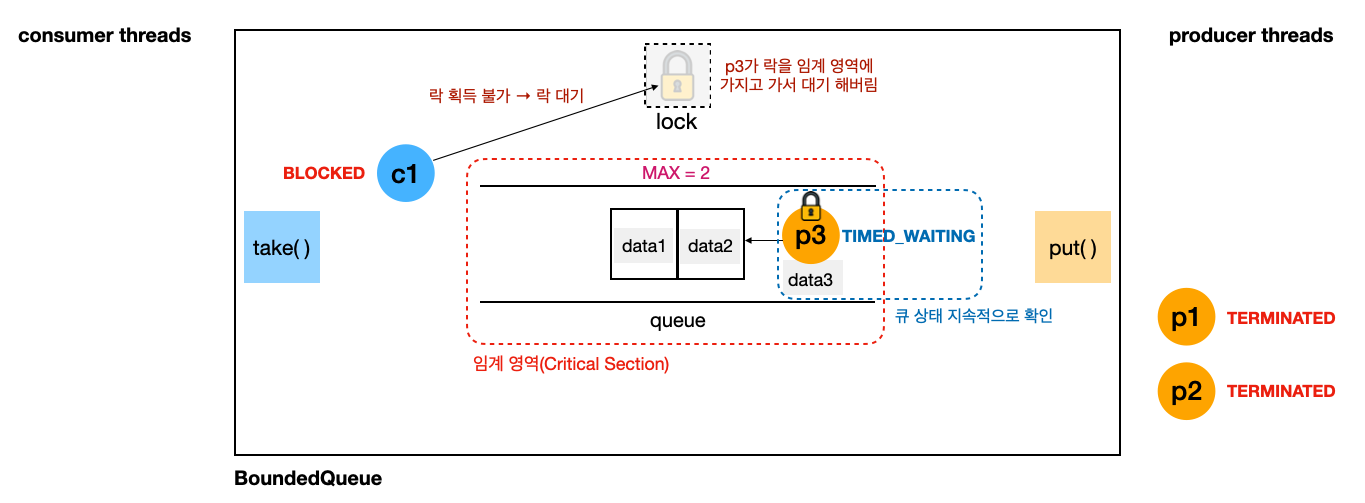 consumer threads
producer threads
p3가 락을 임계 영역에
가지고 가서 대기 해버림
락 획득 불가 → 락 대기
lock
BLOCKED
c1
MAX = 2
take( )
data1
data2
p3
TIMED_WAITING
data3
put( )
큐 상태 지속적으로 확인
queue
임계 영역(Critical Section)
p1
TERMINATED
p2
TERMINATED
BoundedQueue